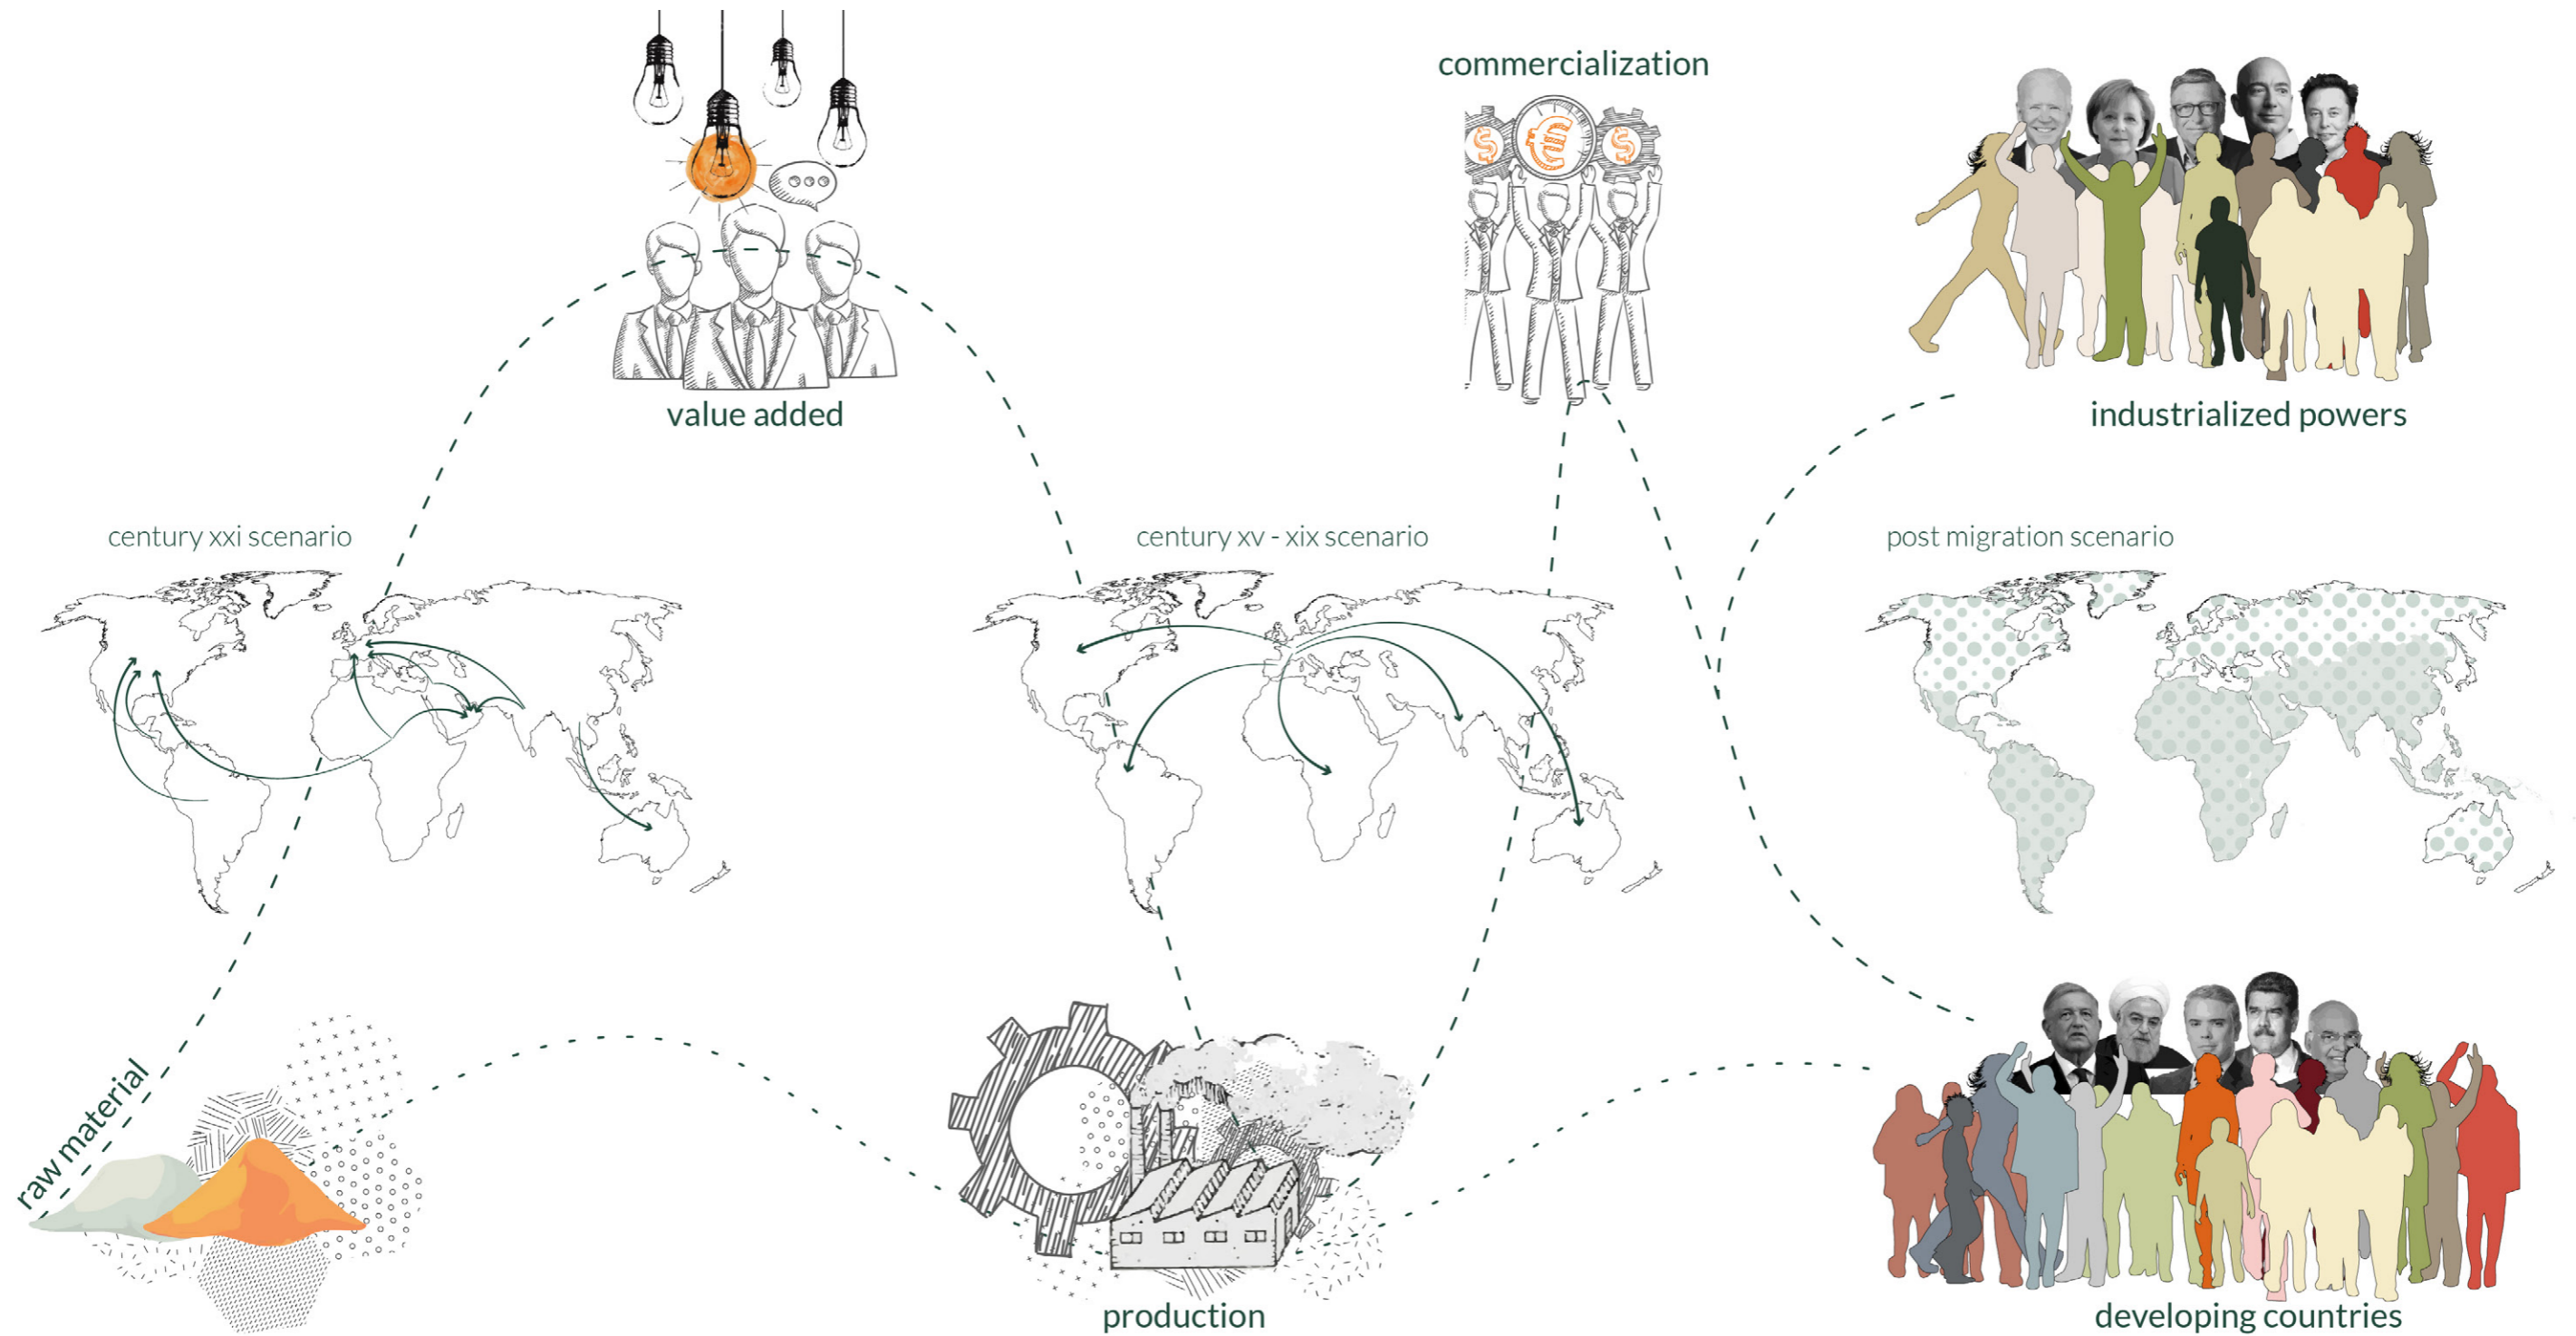 commercialization
value added
industrialized powers
century xxi scenario
century xv - xix scenario
post migration scenario
raw material
production
developing countries